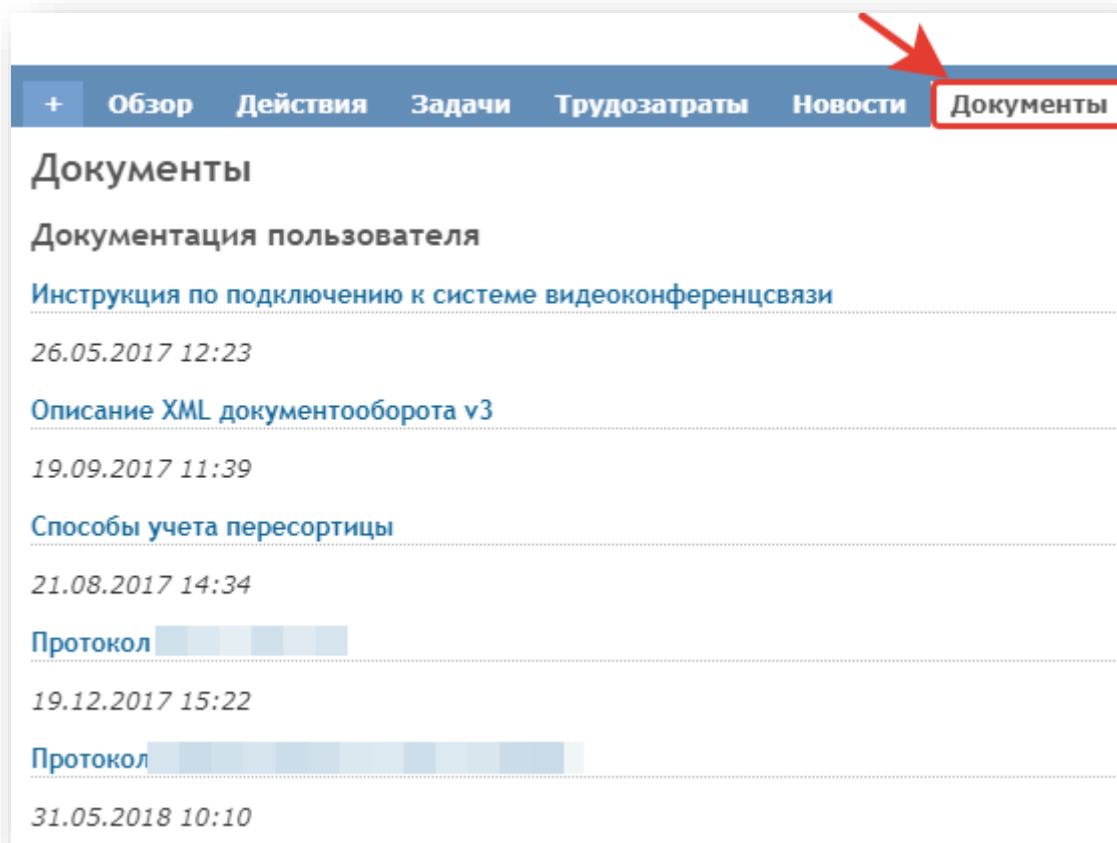 + Обзор Действия Задачи Трудозатраты Новости Документы
Документы
Документация пользователя
Инструкция по подключению к системе видеоконференцсвязи
26.05.2017 12:23
Описание XML документооборота v3
19.09.2017 11:39
Способы учета пересортицы
21.08.2017 14:34
Протокол
19.12.2017 15:22
Протокол
31.05.2018 10:10